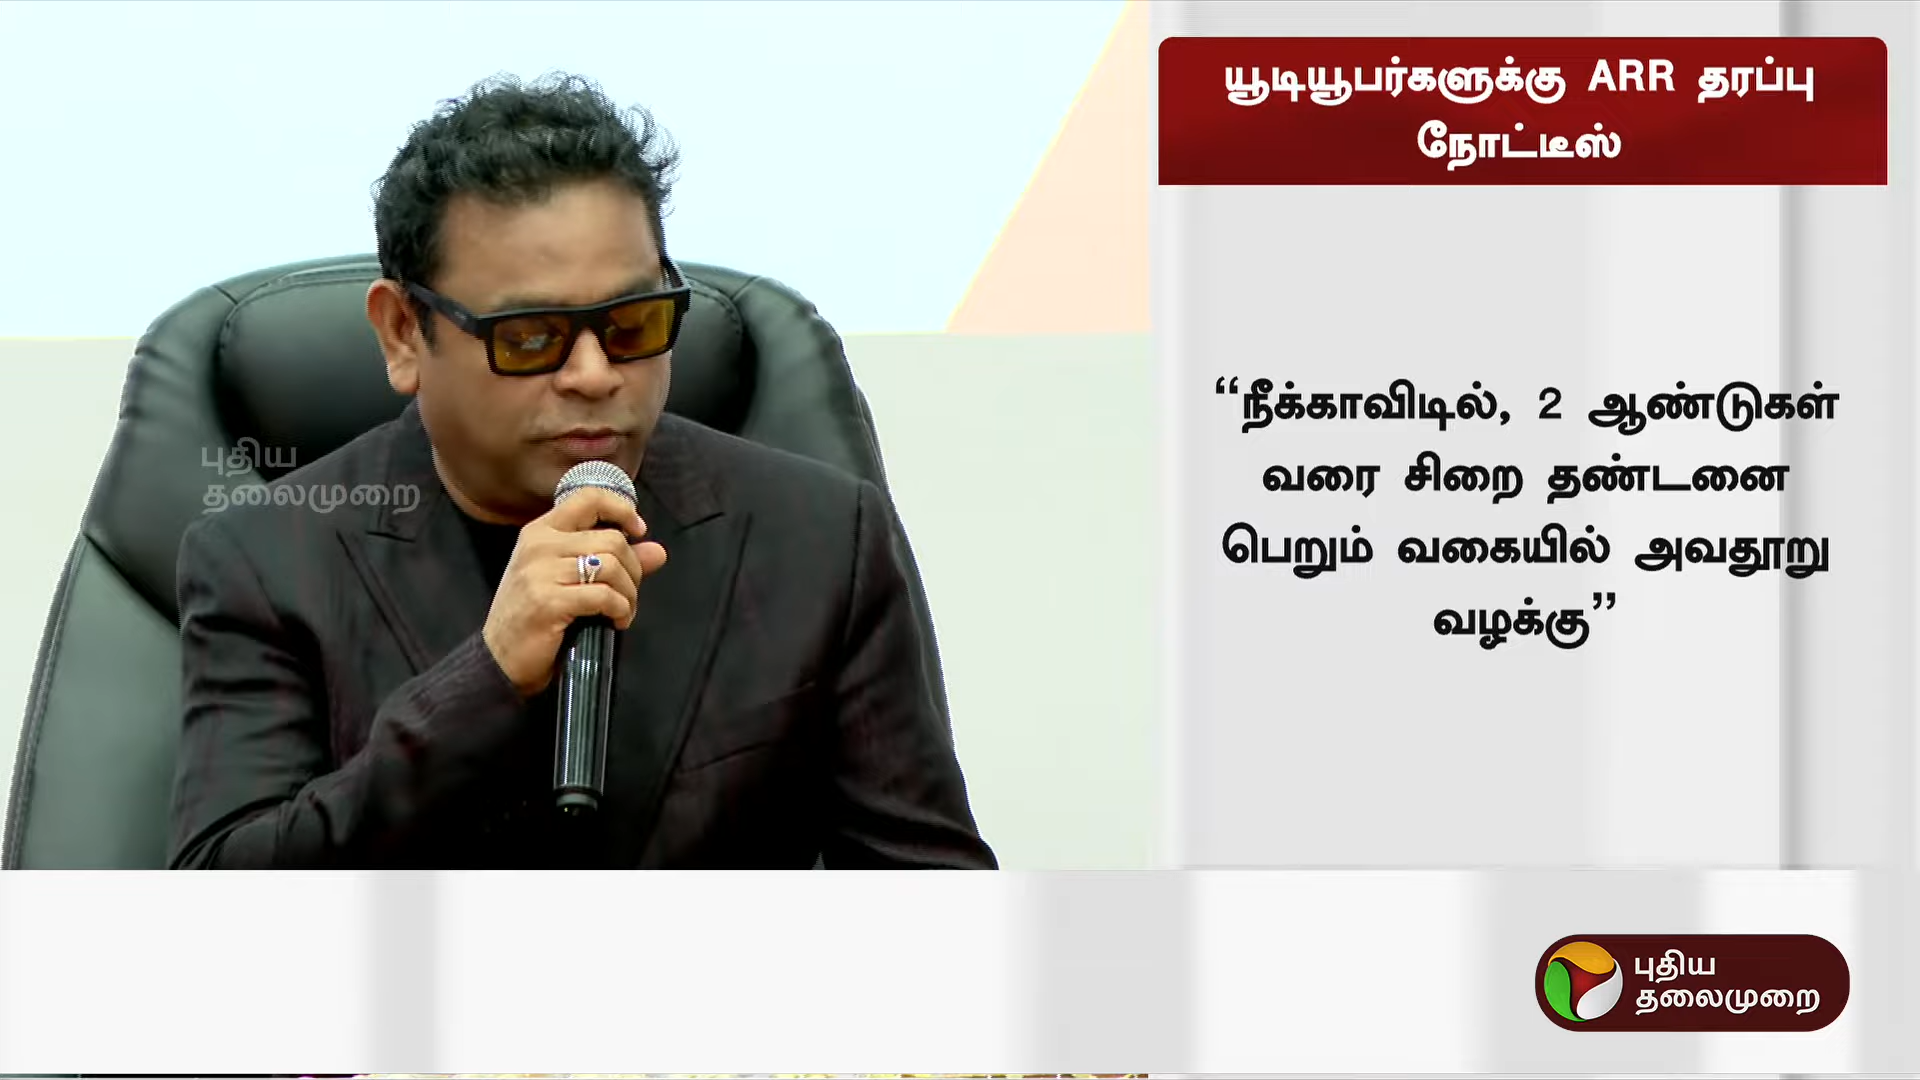 யூடியூபர்களுக்கு ARR தரப்பு
நோட்டீஸ்
“நீக்காவிடில், 2 ஆண்டுகள்
வரை சிறை தண்டனை
பெறும் வகையில் அவதூறு
வழக்கு”
புதிய
தலைமுறை
புதிய
தலைமுறை